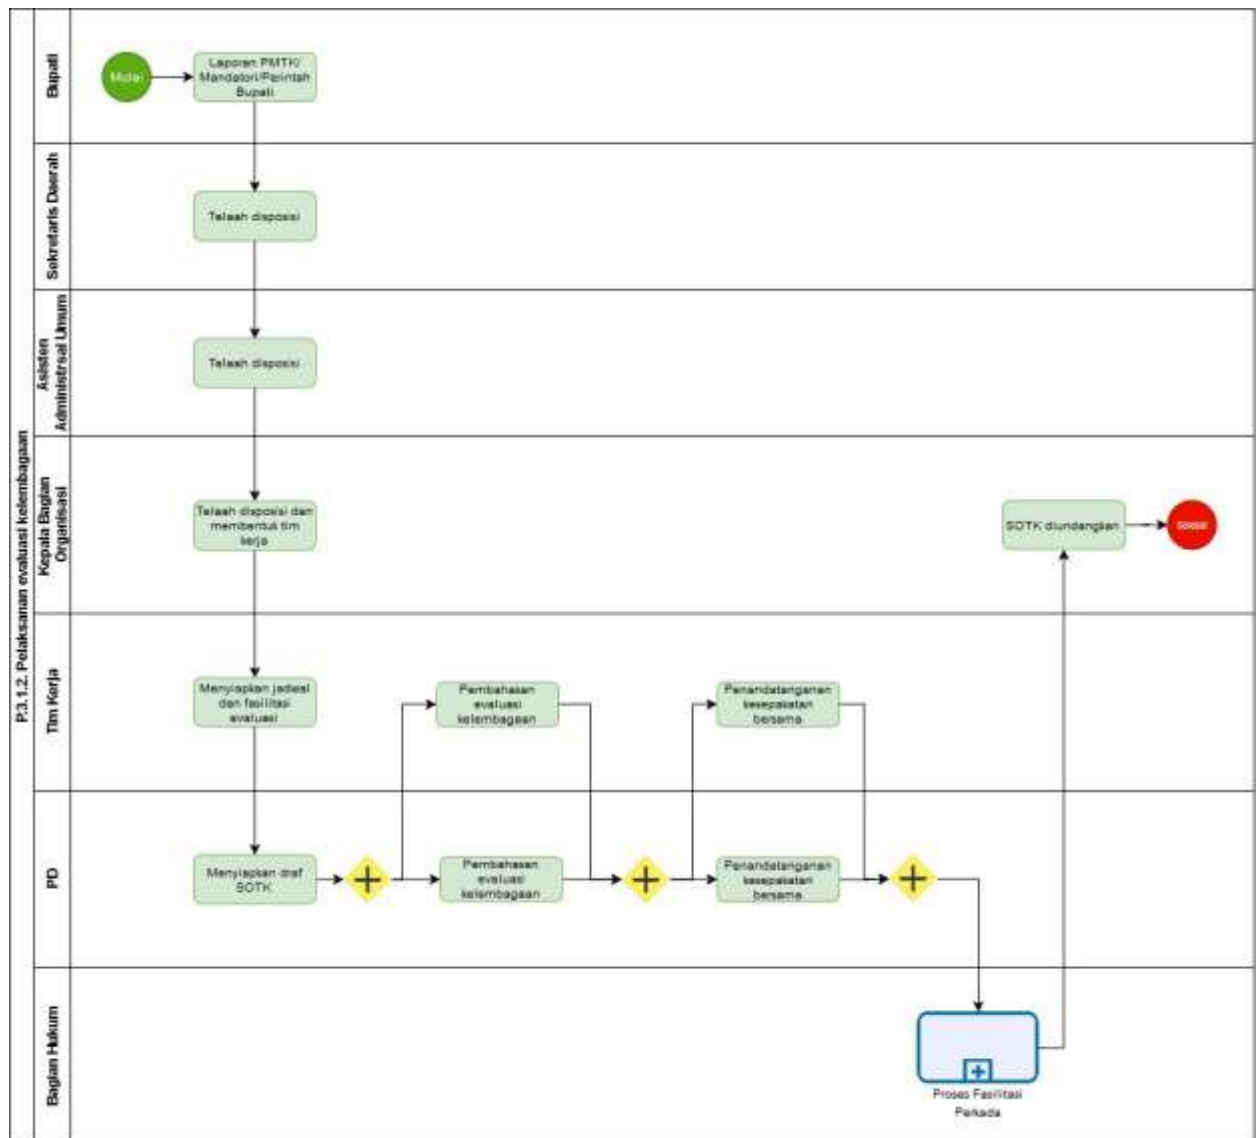 P.3.1.2. Pelaksanan evaluasi kelembagaan
Bupati
Mulai
Laporan PMTK/
Mandatori/Perintah
Bupati
Sekretaris Daerah
Telaah disposisi
Asisten
Administrsai Umum
Telaah disposisi
Kepala Bagian
Organisasi
Telaah disposisi dan
membentuk tim
kerja
SOTK diundangkan
Selesai
Tim Kerja
Menyiapkan jadwal
dan fasilitasi
evaluasi
Pembahasan
evaluasi
kelembagaan
Penandatanganan
kesepakatan
bersama
PD
Menyiapkan draf
SOTK
Pembahasan
evaluasi
kelembagaan
Penandatanganan
kesepakatan
bersama
Bagian Hukum
Proses Fasilitasi
Perkada